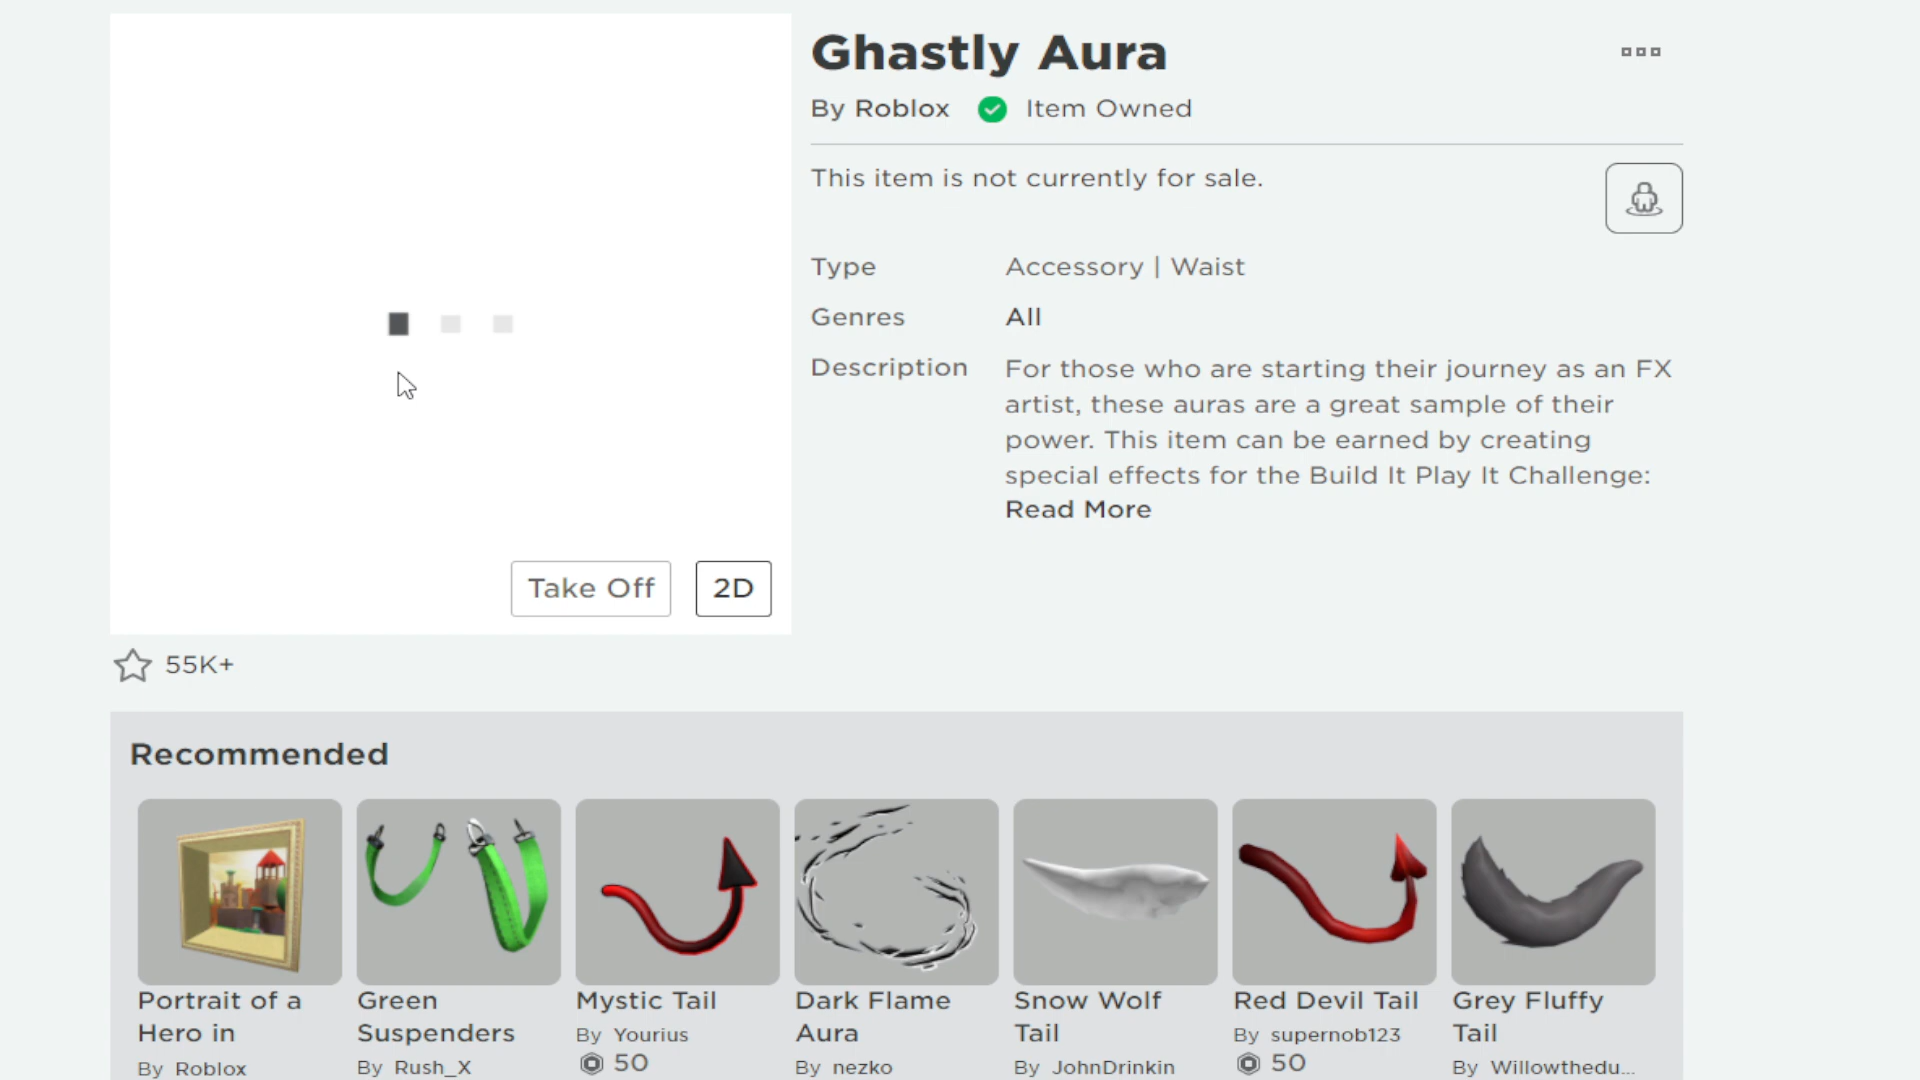 Ghastly Aura
By Roblox Item Owned
This item is not currently for sale.
Type Accessory | Waist
Genres All
Description For those who are starting their journey as an FX
artist, these auras are a great sample of their
power. This item can be earned by creating
special effects for the Build It Play It Challenge:
Read More
Take Off 2D
55K+
Recommended
Portrait of a
Hero in
By Roblox
Green
Suspenders
By Rush_X
Mystic Tail
By Yourius
50
Dark Flame
Aura
By nezko
Snow Wolf
Tail
By JohnDrinkin
Red Devil Tail
By supernob123
50
Grey Fluffy
Tail
By Willowthedu...